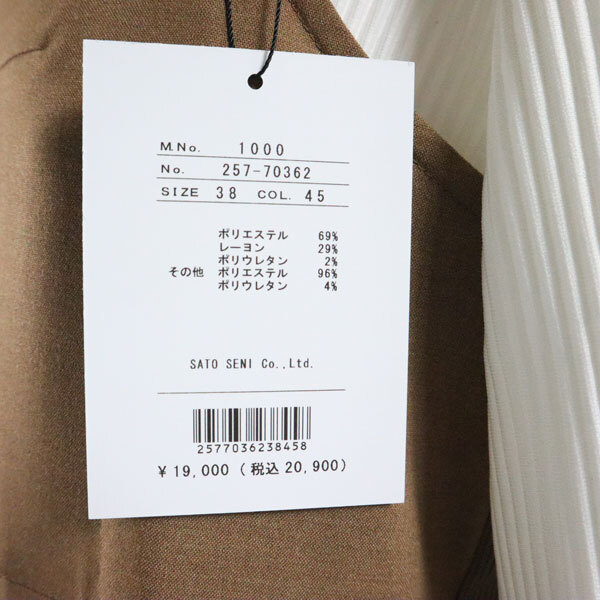 M.No. 1000
No. 257-70362
SIZE 38 COL. 45
ポリエステル 69%
レーヨン 29%
ポリウレタン 2%
その他 ポリエステル 96%
ポリウレタン 4%
SATO SENI Co.,Ltd.
2577036238458
¥19,000(税込20,900)